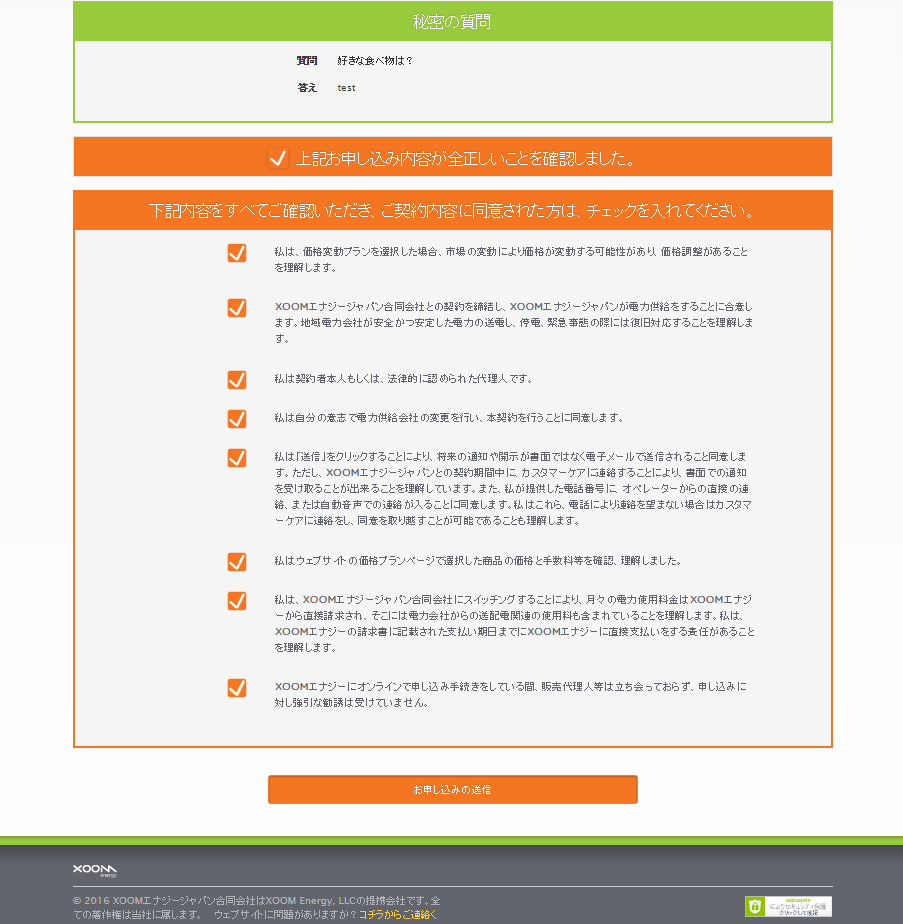 秘密の質問
質問 好きな食べ物は？
答え test
上記お申し込み内容が全正しいことを確認しました。
下記内容をすべてご確認いただき、ご契約内容に同意された方は、チェックを入れてください。
私は、価格変動プランを選択した場合、市場の変動により価格が変動する可能性があり、価格調整があること
を理解します。
XOOMエナジージャパン合同会社との契約を締結し、XOOMエナジージャパンが電力供給をすることに合意し
ます。地域電力会社が安全かつ安定した電力の送電し、停電、緊急事態の際には復旧対応することを理解しま
す。
私は契約者本人もしくは、法律的に認められた代理人です。
私は自分の意志で電力供給会社の変更を行い、本契約を行うことに同意します。
私は「送信」をクリックすることにより、将来の通知や開示が書面ではなく電子メールで送信されること同意しま
す。ただし、XOOMエナジージャパンとの契約期間中に、カスタマーケアに連絡することにより、書面での通知
を受け取ることが出来ることを理解しています。また、私が提供した電話番号に、オペレーターからの直接の連
絡、または自動音声での連絡が入ることに同意します。私はこれら、電話により連絡を望まない場合はカスタマ
ーケアに連絡をし、同意を取り越すことが可能であることも理解します。
私はウェブサイトの価格プランページで選択した商品の価格と手数料等を確認、理解しました。
私は、XOOMエナジージャパン合同会社にスイッチングすることにより、月々の電力使用料金はXOOMエナジ
ーから直接請求され、そこには電力会社からの送配電関連の使用料も含まれていることを理解します。私は、
XOOMエナジーの請求書に記載された支払い期日までにXOOMエナジーに直接支払いをする責任があること
を理解します。
XOOMエナジーにオンラインで申し込み手続きをしている間、販売代理人等は立ち会っておらず、申し込みに
対し強引な勧誘は受けていません。
お申し込みの送信
XOOM
energy
© 2016 XOOMエナジージャパン合同会社はXOOM Energy, LLCの提携会社です。全
ての著作権は当社に属します。 ウェブサイトに問題がありますか？コチラからご連絡く
によりセキュリティ保護
クリックして検証